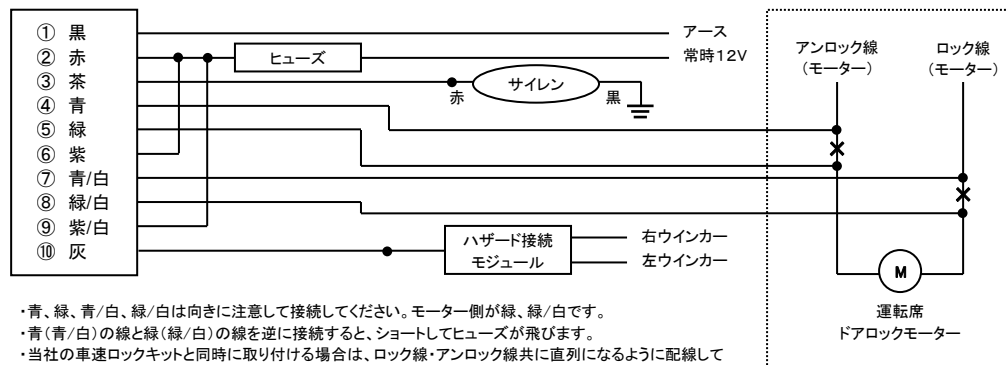 ① 黒
アース
② 赤
ヒューズ
常時12V
③ 茶
赤
サイレン
黒
④ 青
⑤ 緑
⑥ 紫
⑦ 青/白
⑧ 緑/白
⑨ 紫/白
⑩ 灰
ハザード接続
モジュール
右ウインカー
左ウインカー
アンロック線
(モーター)
ロック線
(モーター)
M
運転席
ドアロックモーター
・青、緑、青/白、緑/白は向きに注意して接続してください。モーター側が緑、緑/白です。
・青(青/白)の線と緑(緑/白)の線を逆に接続すると、ショートしてヒューズが飛びます。
・当社の車速ロックキットと同時に取り付ける場合は、ロック線・アンロック線共に直列になるように配線して